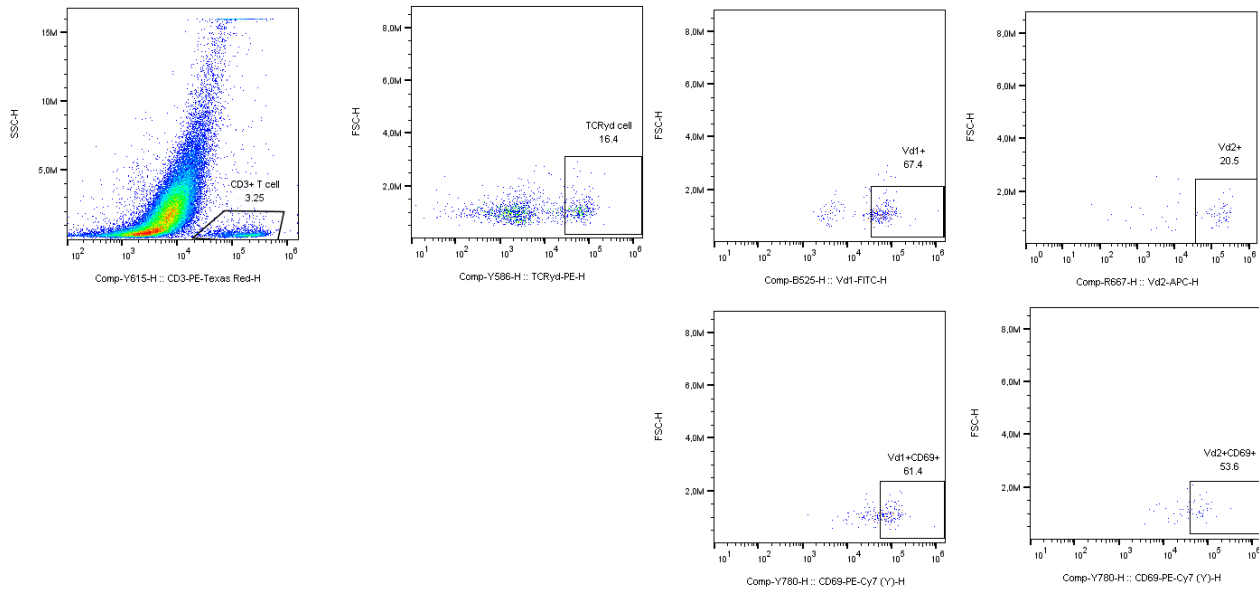 15M
10M
5,0M
SSC-H
CD3+ T cell
3.25
10² 10³ 10⁴ 10⁵ 10⁶
Comp-Y615-H :: CD3-PE-Texas Red-H
8,0M
6,0M
4,0M
2,0M
FSC-H
TCRyd cell
16.4
10¹ 10² 10³ 10⁴ 10⁵ 10⁶
Comp-Y586-H :: TCRyd-PE-H
8,0M
6,0M
4,0M
2,0M
FSC-H
Vd1+
67.4
10¹ 10² 10³ 10⁴ 10⁵ 10⁶
Comp-B525-H :: Vd1-FITC-H
8,0M
6,0M
4,0M
2,0M
FSC-H
Vd2+
20.5
10⁰ 10¹ 10² 10³ 10⁴ 10⁵ 10⁶
Comp-R667-H :: Vd2-APC-H
8,0M
6,0M
4,0M
2,0M
FSC-H
Vd1+CD69+
61.4
10¹ 10² 10³ 10⁴ 10⁵ 10⁶
Comp-Y780-H :: CD69-PE-Cy7 (Y)-H
8,0M
6,0M
4,0M
2,0M
FSC-H
Vd2+CD69+
53.6
10¹ 10² 10³ 10⁴ 10⁵ 10⁶
Comp-Y780-H :: CD69-PE-Cy7 (Y)-H